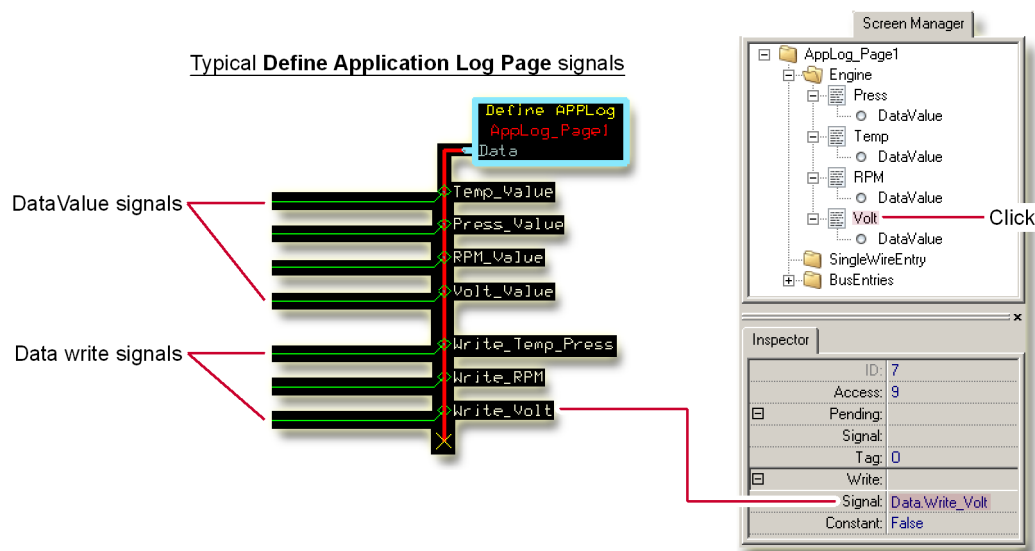 Typical Define Application Log Page signals
Define APPLog
AppLog_Page1
Data
DataValue signals
Temp_Value
Press_Value
RPM_Value
Volt_Value
Data write signals
Write_Temp_Press
Write_RPM
Write_Volt
Screen Manager
AppLog_Page1
Engine
Press
DataValue
Temp
DataValue
RPM
DataValue
Volt
Click
DataValue
SingleWireEntry
BusEntries
x
Inspector
ID: 7
Access: 9
Pending:
Signal:
Tag: 0
Write:
Signal: Data.Write_Volt
Constant: False